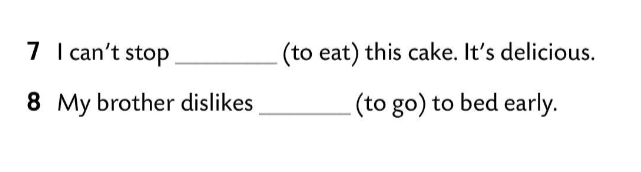 7 I can't stop ________ (to eat) this cake. It's delicious.
8 My brother dislikes ________ (to go) to bed early.